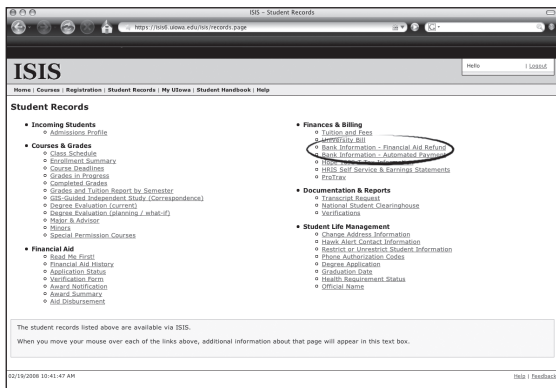 ISIS – Student Records
https://isis6.uiowa.edu/isis/records.page
ISIS
Hello | Logout
Home | Courses | Registration | Student Records | My UIowa | Student Handbook | Help
Student Records
Incoming Students
Admissions Profile
Courses & Grades
Class Schedule
Enrollment Summary
Course Deadlines
Grades in Progress
Completed Grades
Grades and Tuition Report by Semester
GIS-Guided Independent Study (Correspondence)
Degree Evaluation (current)
Degree Evaluation (planning / what-if)
Major & Advisor
Minors
Special Permission Courses
Financial Aid
Read Me First!
Financial Aid History
Application Status
Verification Form
Award Notification
Award Summary
Aid Disbursement
Finances & Billing
Tuition and Fees
University Bill
Bank Information - Financial Aid Refund
Bank Information - Automated Payment
Tax Information
HRIS Self Service & Earnings Statements
ProTrav
Documentation & Reports
Transcript Request
National Student Clearinghouse
Verifications
Student Life Management
Change Address Information
Hawk Alert Contact Information
Restrict or Unrestrict Student Information
Phone Authorization Codes
Degree Application
Graduation Date
Health Requirement Status
Official Name
The student records listed above are available via ISIS.
When you move your mouse over each of the links above, additional information about that page will appear in this text box.
02/19/2006 10:41:47 AM
Help | Feedback